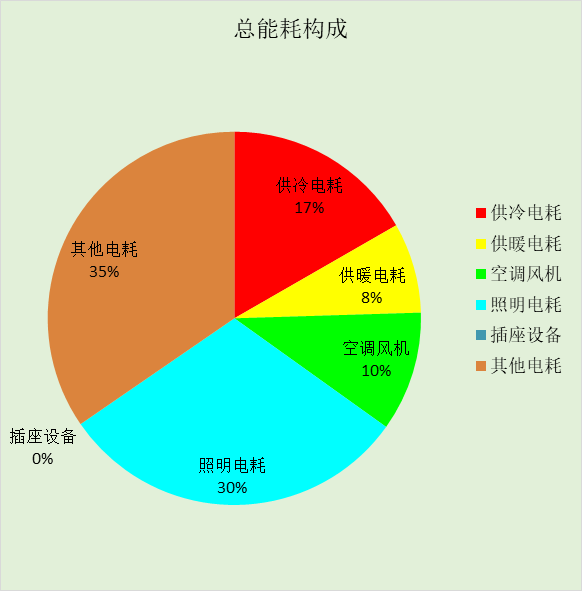 总能耗构成
供冷电耗
17%
供暖电耗
8%
空调风机
10%
照明电耗
30%
插座设备
0%
其他电耗
35%
供冷电耗
供暖电耗
空调风机
照明电耗
插座设备
其他电耗